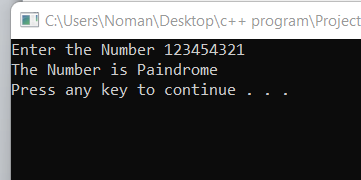 C:\Users\Noman\Desktop\c++ program\Project
Enter the Number 123454321
The Number is Paindrome
Press any key to continue . . .